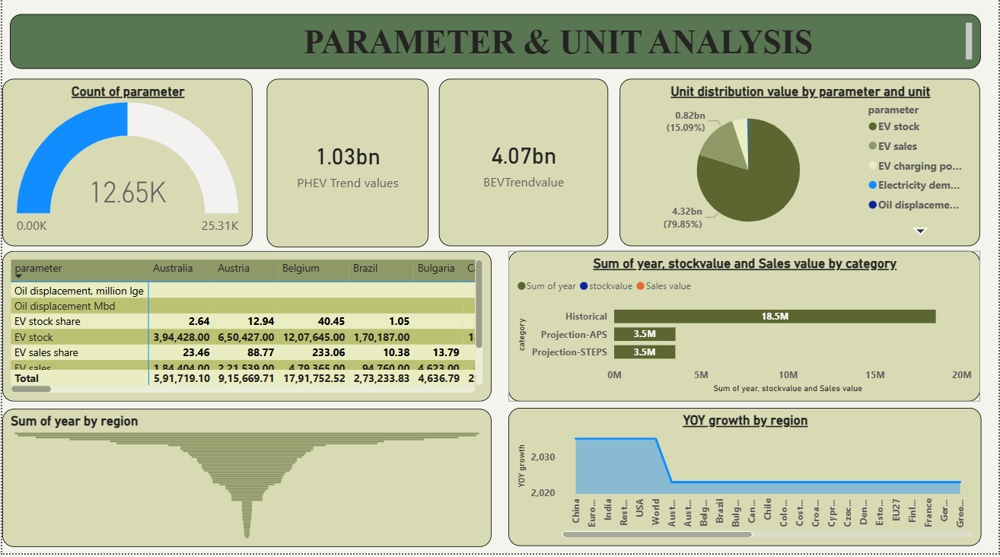 PARAMETER & UNIT ANALYSIS
Count of parameter
12.65K
0.00K 25.31K
1.03bn
PHEV Trend values
4.07bn
BEVTrendvalue
Unit distribution value by parameter and unit
0.82bn
(15.09%)
4.32bn
(79.85%)
parameter
EV stock
EV sales
EV charging po...
Electricity dem...
Oil displaceme...
parameter Australia Austria Belgium Brazil Bulgaria C
Oil displacement, million lge
Oil displacement Mbd
EV stock share 2.64 12.94 40.45 1.05
EV stock 3,94,428.00 6,50,427.00 12,07,645.00 1,70,187.00 1
EV sales share 23.46 88.77 233.06 10.38 13.79
EV sales 1,84,404.00 2,21,539.00 4,79,365.00 94,760.00 4,623.00
Total 5,91,719.10 9,15,669.71 17,91,752.52 2,73,233.83 4,636.79 2
Sum of year, stockvalue and Sales value by category
Sum of year stockvalue Sales value
category
Historical 18.5M
Projection-APS 3.5M
Projection-STEPS 3.5M
0M 5M 10M 15M 20M
Sum of year, stockvalue and Sales value
Sum of year by region
YOY growth by region
YOY growth
2,030
2,020
China Euro... India Rest... USA World Aust... Aust... Belg... Brazil Bulg... Can... Chile Colo... Cost... Croa... Cypr... Czec... Den... Esto... EU27 Finl... France Ger... Gree...